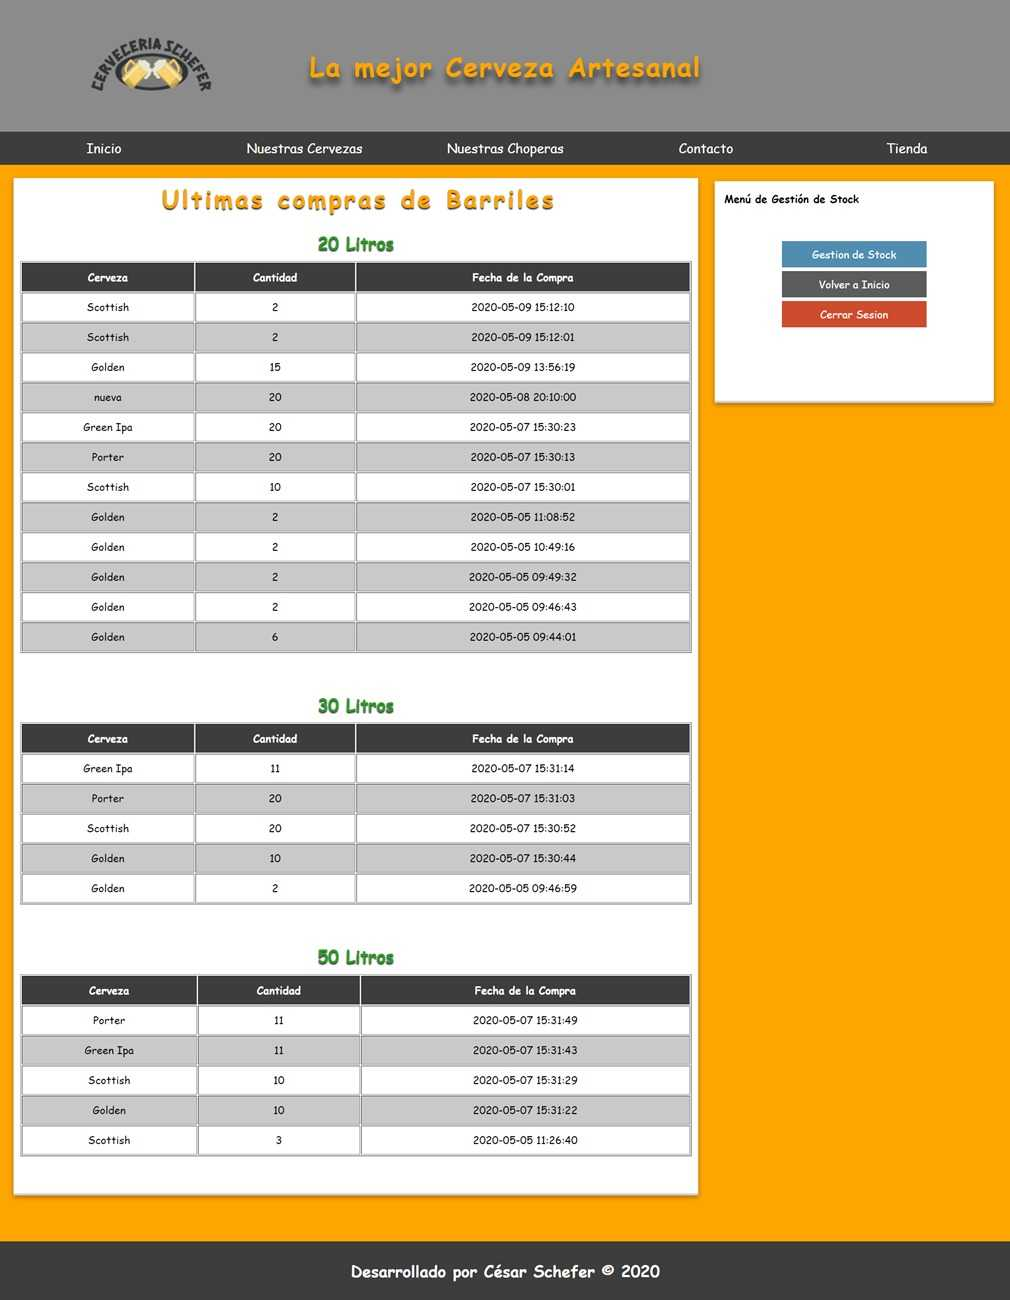 CERVECERIA SCHEFER
La mejor Cerveza Artesanal
Inicio Nuestras Cervezas Nuestras Choperas Contacto Tienda
Ultimas compras de Barriles
20 Litros
Cerveza Cantidad Fecha de la Compra
Scottish 2 2020-05-09 15:12:10
Scottish 2 2020-05-09 15:12:01
Golden 15 2020-05-09 13:56:19
nueva 20 2020-05-08 20:10:00
Green Ipa 20 2020-05-07 15:30:23
Porter 20 2020-05-07 15:30:13
Scottish 10 2020-05-07 15:30:01
Golden 2 2020-05-05 11:08:52
Golden 2 2020-05-05 10:49:16
Golden 2 2020-05-05 09:49:32
Golden 2 2020-05-05 09:46:43
Golden 6 2020-05-05 09:44:01
30 Litros
Cerveza Cantidad Fecha de la Compra
Green Ipa 11 2020-05-07 15:31:14
Porter 20 2020-05-07 15:31:03
Scottish 20 2020-05-07 15:30:52
Golden 10 2020-05-07 15:30:44
Golden 2 2020-05-05 09:46:59
50 Litros
Cerveza Cantidad Fecha de la Compra
Porter 11 2020-05-07 15:31:49
Green Ipa 11 2020-05-07 15:31:43
Scottish 10 2020-05-07 15:31:29
Golden 10 2020-05-07 15:31:22
Scottish 3 2020-05-05 11:26:40
Menú de Gestión de Stock
Gestion de Stock
Volver a Inicio
Cerrar Sesion
Desarrollado por César Schefer © 2020